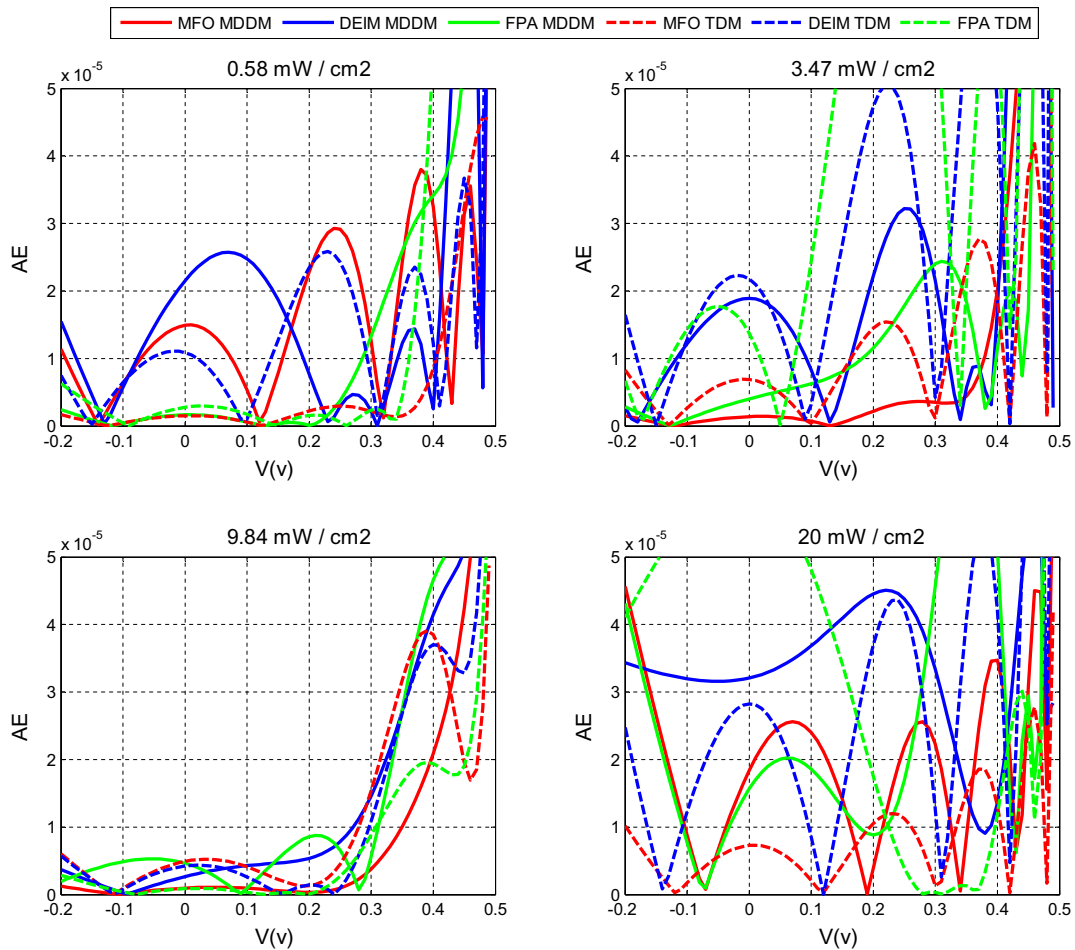 MFO MDDM DEIM MDDM FPA MDDM MFO TDM DEIM TDM FPA TDM
0.58 mW / cm2
x 10-5
5
4
3
2
1
0
AE
-0.2 -0.1 0 0.1 0.2 0.3 0.4 0.5
V(v)
3.47 mW / cm2
x 10-5
5
4
3
2
1
0
AE
-0.2 -0.1 0 0.1 0.2 0.3 0.4 0.5
V(v)
9.84 mW / cm2
x 10-5
5
4
3
2
1
0
AE
-0.2 -0.1 0 0.1 0.2 0.3 0.4 0.5
V(v)
20 mW / cm2
x 10-5
5
4
3
2
1
0
AE
-0.2 -0.1 0 0.1 0.2 0.3 0.4 0.5
V(v)